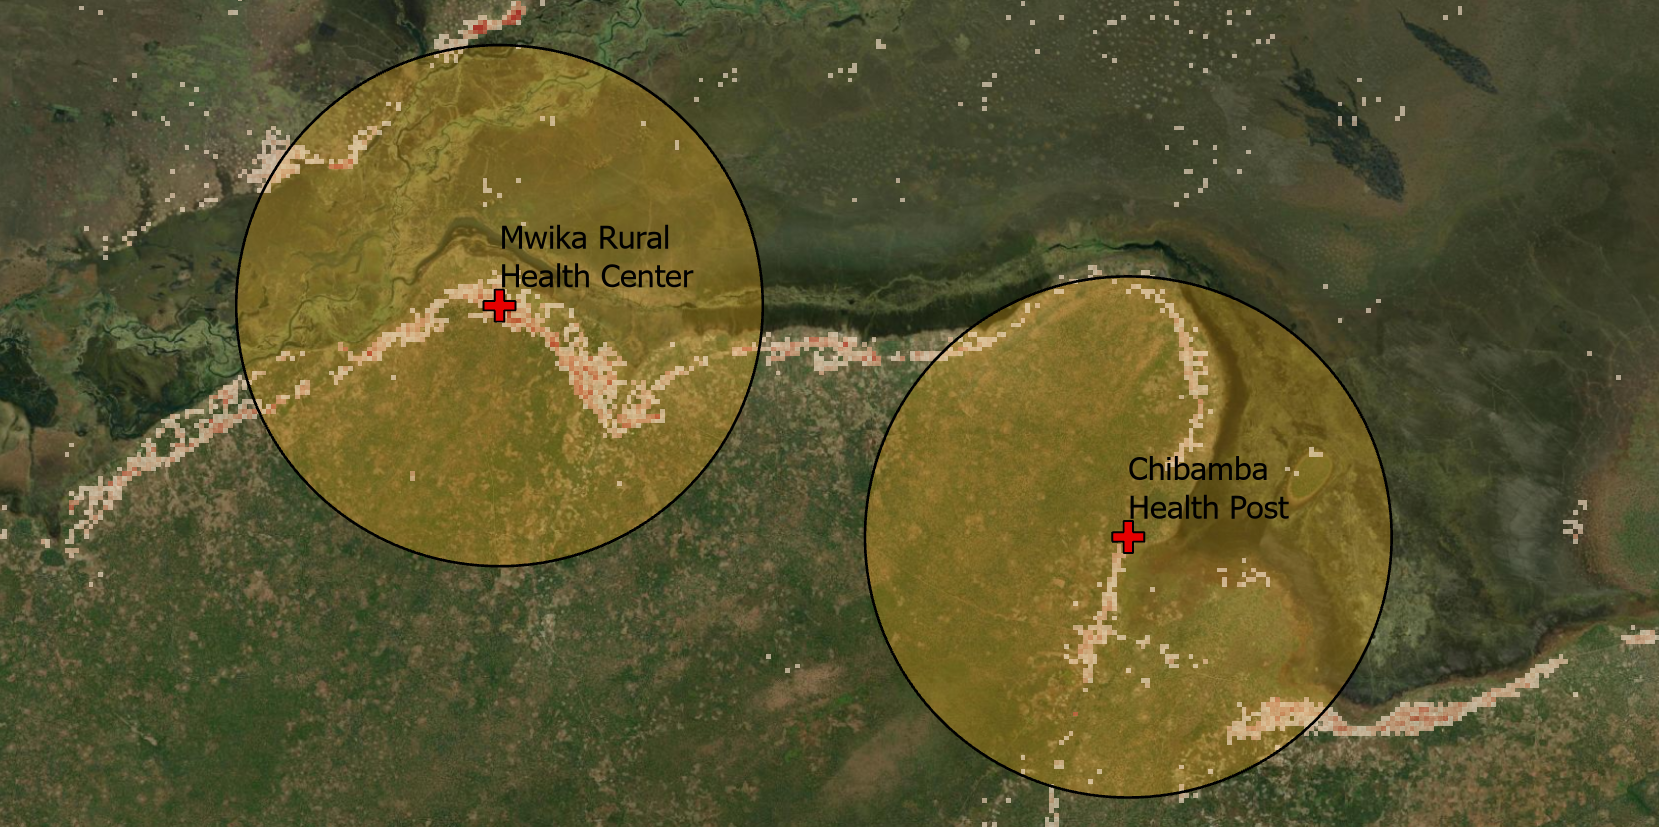 Mwika Rural
Health Center
Chibamba
Health Post